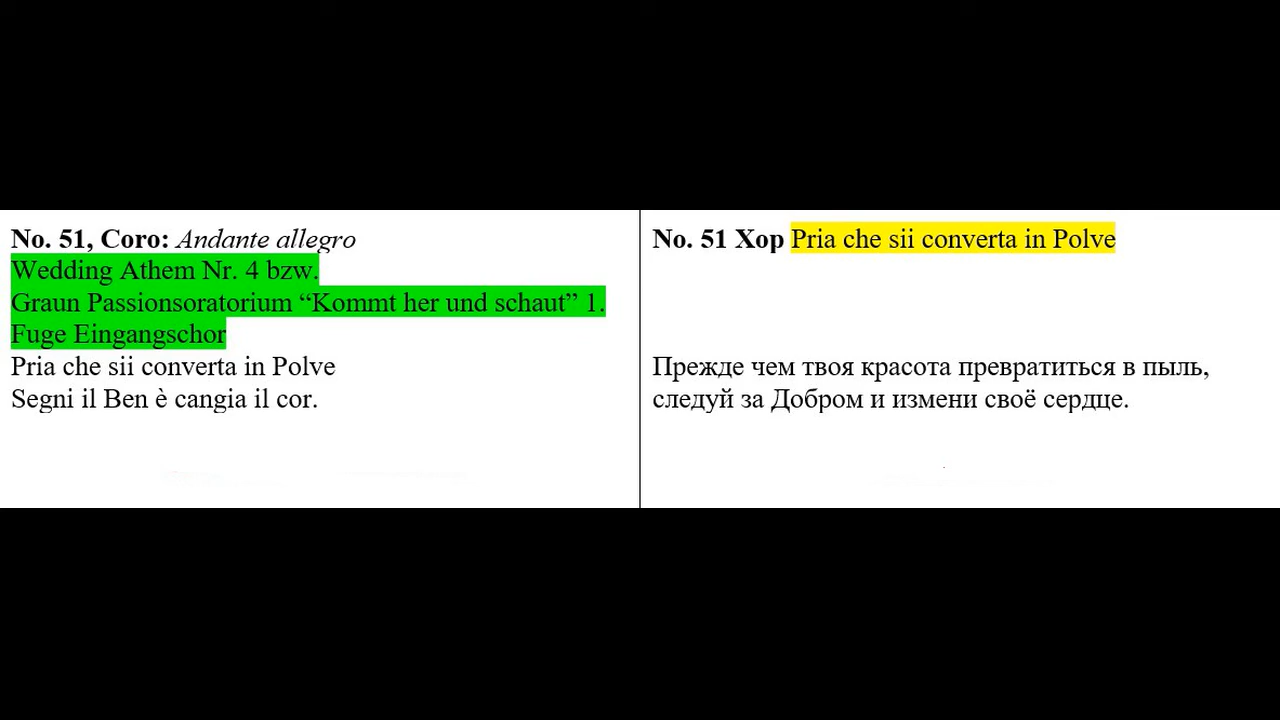 No. 51, Coro: Andante allegro
Wedding Athem Nr. 4 bzw.
Graun Passionsoratorium “Kommt her und schaut” 1.
Fuge Eingangschor
Pria che sii converta in Polve
Segni il Ben è cangia il cor.
No. 51 Хор Pria che sii converta in Polve
Прежде чем твоя красота превратиться в пыль,
следуй за Добром и измени своё сердце.